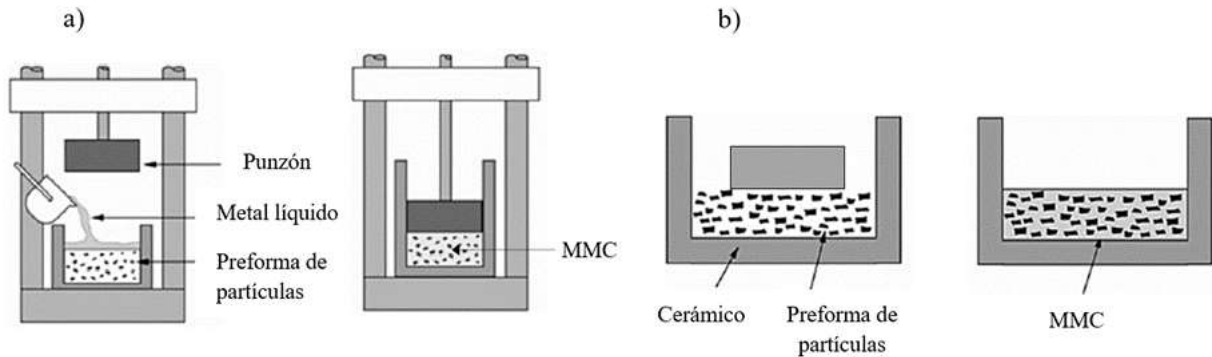 a)
Punzón
Metal líquido
Preforma de
partículas
MMC
b)
Cerámico
Preforma de
partículas
MMC